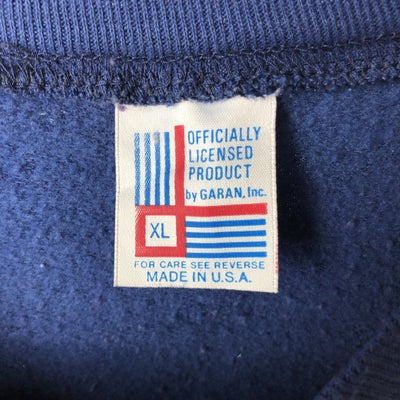 OFFICIALLY
LICENSED
PRODUCT
by GARAN, Inc.
XL
FOR CARE SEE REVERSE
MADE IN U.S.A.